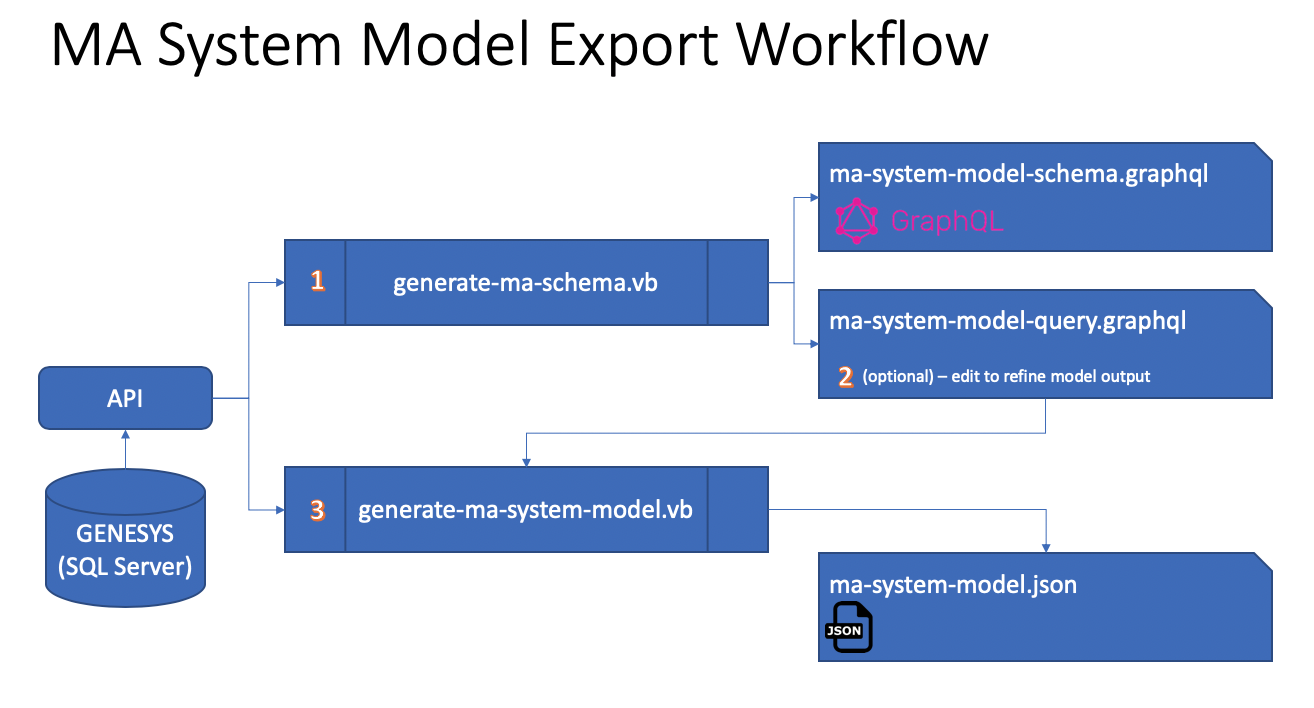 MA System Model Export Workflow
ma-system-model-schema.graphql
GraphQL
1
generate-ma-schema.vb
ma-system-model-query.graphql
2 (optional) – edit to refine model output
API
3
generate-ma-system-model.vb
GENESYS
(SQL Server)
ma-system-model.json
JSON